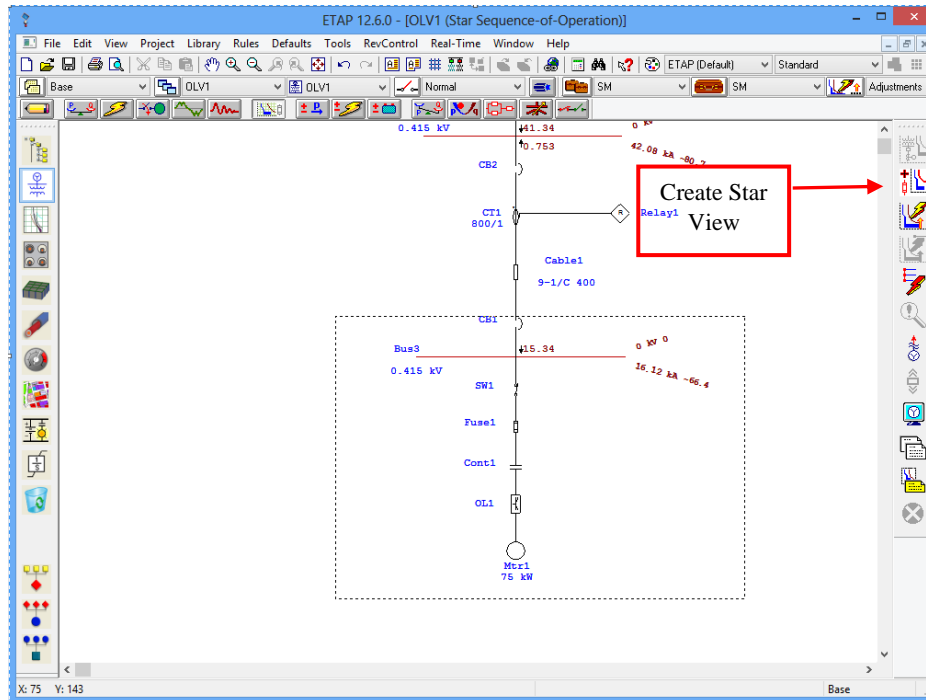 ETAP 12.6.0 - [OLV1 (Star Sequence-of-Operation)]
File Edit View Project Library Rules Defaults Tools RevControl Real-Time Window Help
ETAP (Default) Standard
Base OLV1 OLV1 Normal SM SM Adjustments
0.415 kV 41.34
0.753 42.08 kA
CB2
Create Star
View
CT1 Relay1
800/1 R
Cable1
9-1/C 400
CB1
Bus3 15.34 0 kV 0
0.415 kV 16.12 kA -66.4
SW1
Fuse1
Cont1
OL1
Mtr1
75 kW
X: 75 Y: 143 Base